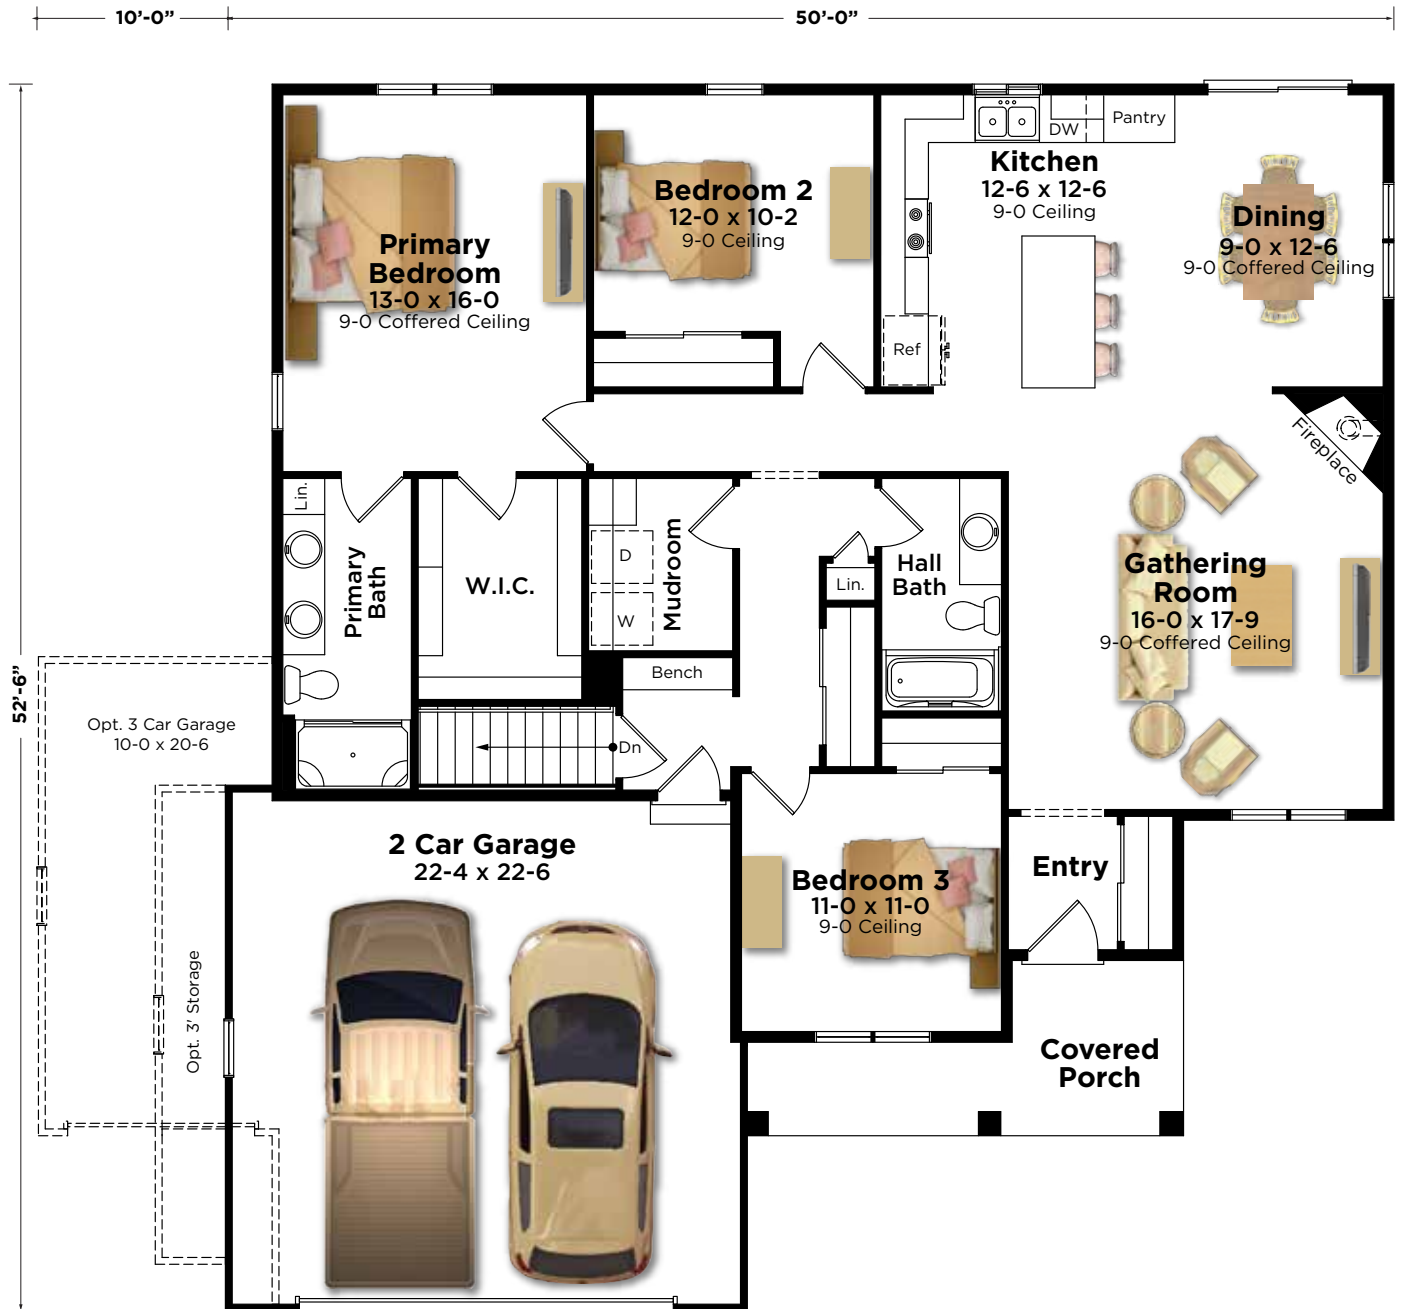 10’-0”
50’-0”
52’-6”
Primary
Bedroom
13-0 x 16-0
9-0 Coffered Ceiling
Bedroom 2
12-0 x 10-2
9-0 Ceiling
Kitchen
12-6 x 12-6
9-0 Ceiling
DW
Pantry
Ref
Dining
9-0 x 12-6
9-0 Coffered Ceiling
Fireplace
Gathering
Room
16-0 x 17-9
9-0 Coffered Ceiling
Lin.
Primary
Bath
W.I.C.
D
W
Mudroom
Lin.
Hall
Bath
Bench
Dn
Opt. 3 Car Garage
10-0 x 20-6
Opt. 3' Storage
2 Car Garage
22-4 x 22-6
Bedroom 3
11-0 x 11-0
9-0 Ceiling
Entry
Covered
Porch